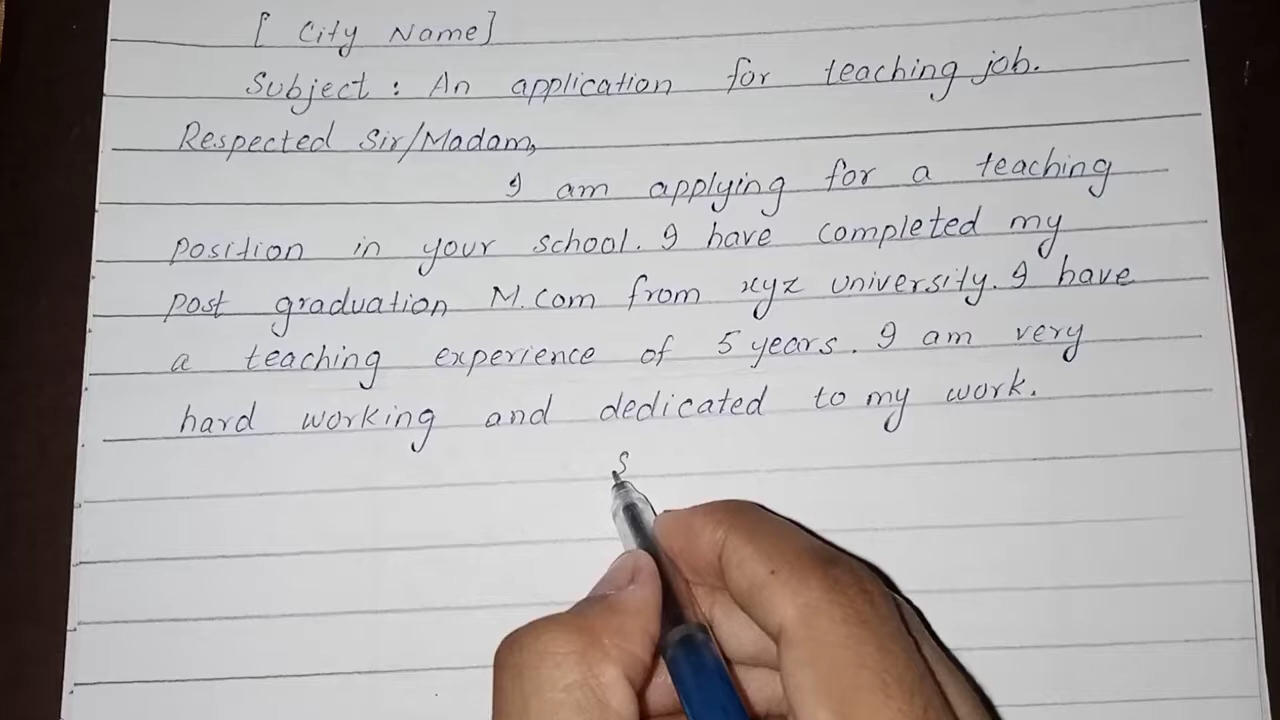 [ City Name]
Subject : An application for teaching job.
Respected Sir/Madam,
I am applying for a teaching
position in your school. I have completed my
post graduation M.Com from xyz university. I have
a teaching experience of 5 years. I am very
hard working and dedicated to my work.
S